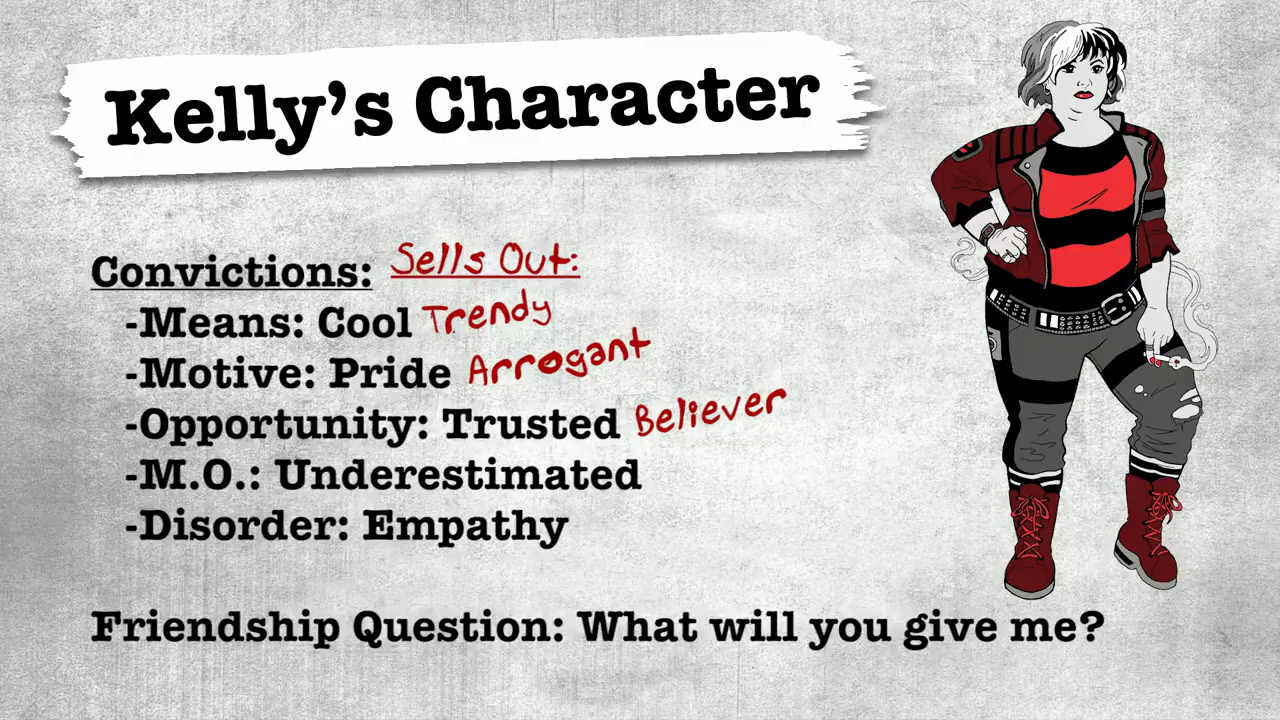 Kelly's Character
Convictions: Sells Out:
-Means: Cool Trendy
-Motive: Pride Arrogant
-Opportunity: Trusted Believer
-M.O.: Underestimated
-Disorder: Empathy
Friendship Question: What will you give me?